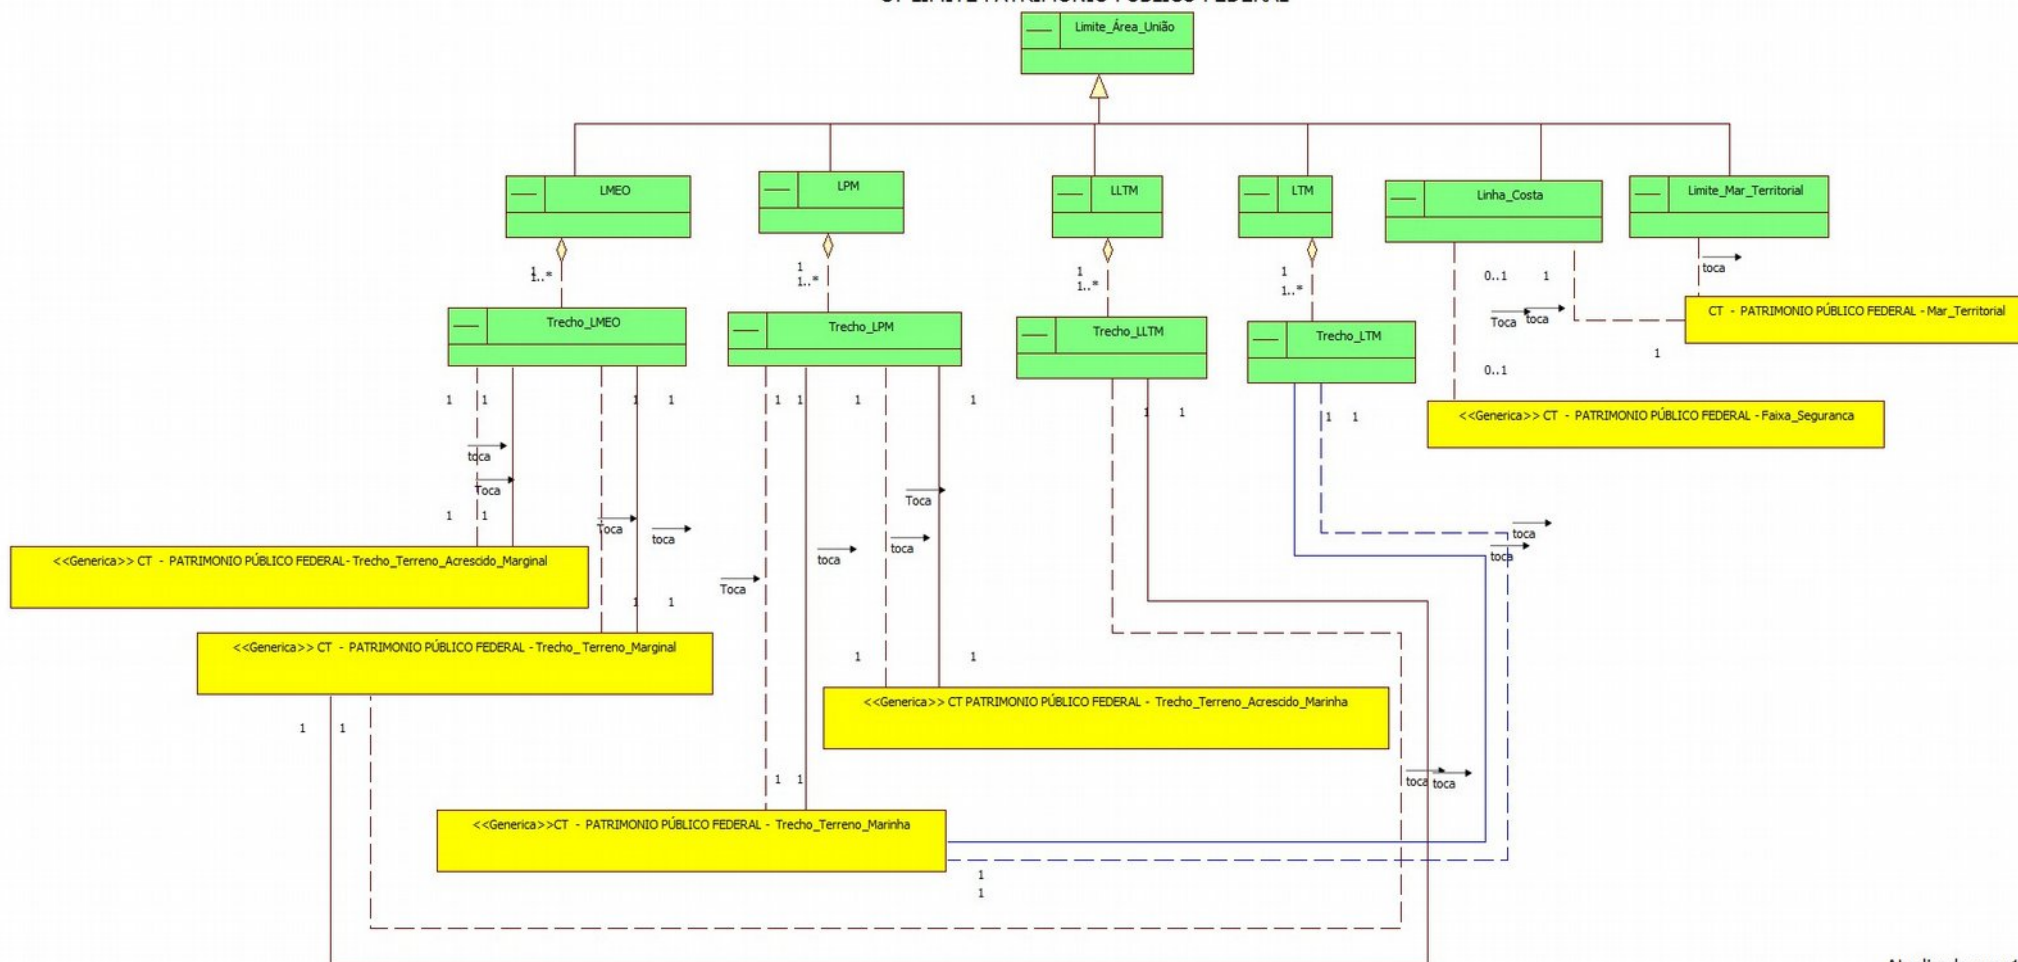 CT LIMITE PATRIMONIO PÚBLICO FEDERAL
Limite_Área_União
LMEO
LPM
LLTM
LTM
Linha_Costa
Limite_Mar_Territorial
toca
1
1..*
1
1..*
1
1..*
1
1..*
0..1
1
Toca
toca
CT - PATRIMONIO PÚBLICO FEDERAL - Mar_Territorial
1
Trecho_LMEO
Trecho_LPM
Trecho_LLTM
Trecho_LTM
0..1
<<Generica>> CT - PATRIMONIO PÚBLICO FEDERAL - Faixa_Seguranca
1
1
1
1
1
1
1
1
1
1
1
1
toca
Toca
1
1
Toca
toca
Toca
toca
toca
Toca
toca
toca
<<Generica>> CT - PATRIMONIO PÚBLICO FEDERAL- Trecho_Terreno_Acrescido_Marginal
1
1
<<Generica>> CT - PATRIMONIO PÚBLICO FEDERAL - Trecho_ Terreno_Marginal
1
1
<<Generica>> CT PATRIMONIO PÚBLICO FEDERAL - Trecho_Terreno_Acrescido_Marinha
1
1
1
1
toca
toca
<<Generica>>CT - PATRIMONIO PÚBLICO FEDERAL - Trecho_Terreno_Marinha
1
1